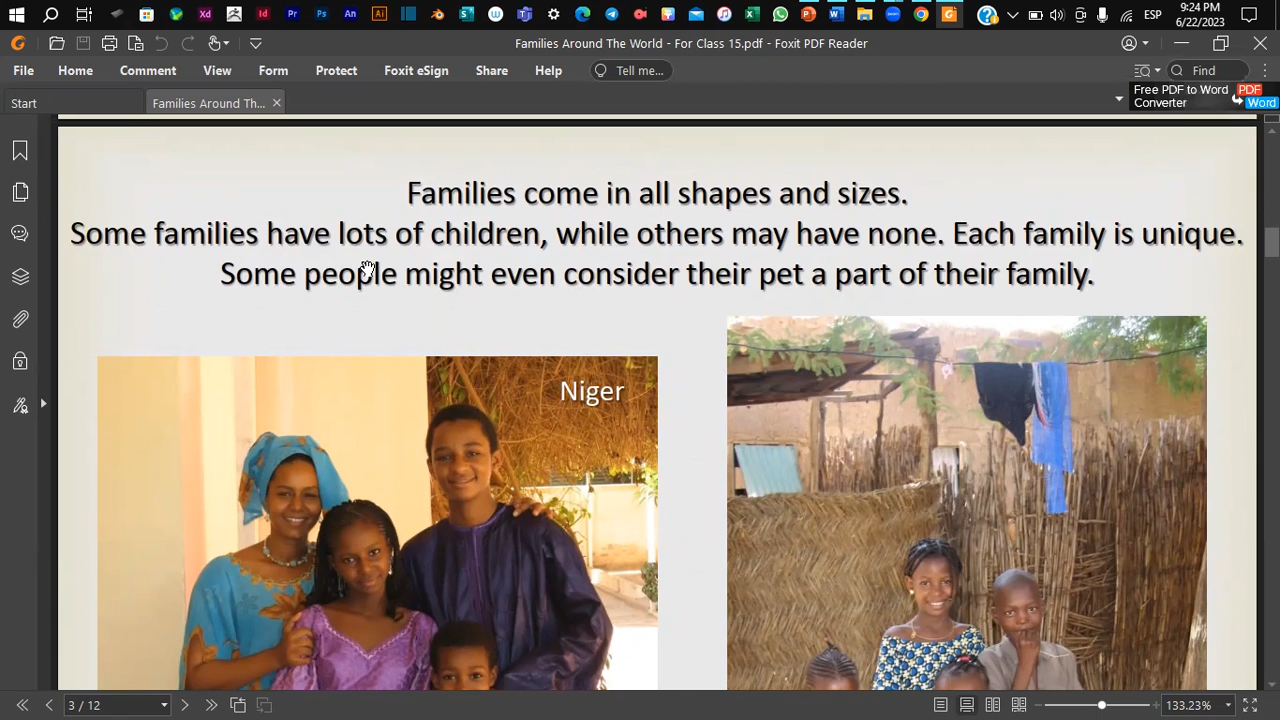 9:24 PM
ESP
6/22/2023
Families Around The World - For Class 15.pdf - Foxit PDF Reader
File Home Comment View Form Protect Foxit eSign Share Help Tell me... Find
Start Families Around Th...
Free PDF to Word
Converter
PDF
Word
Families come in all shapes and sizes.
Some families have lots of children, while others may have none. Each family is unique.
Some people might even consider their pet a part of their family.
Niger
3 / 12
133.23%